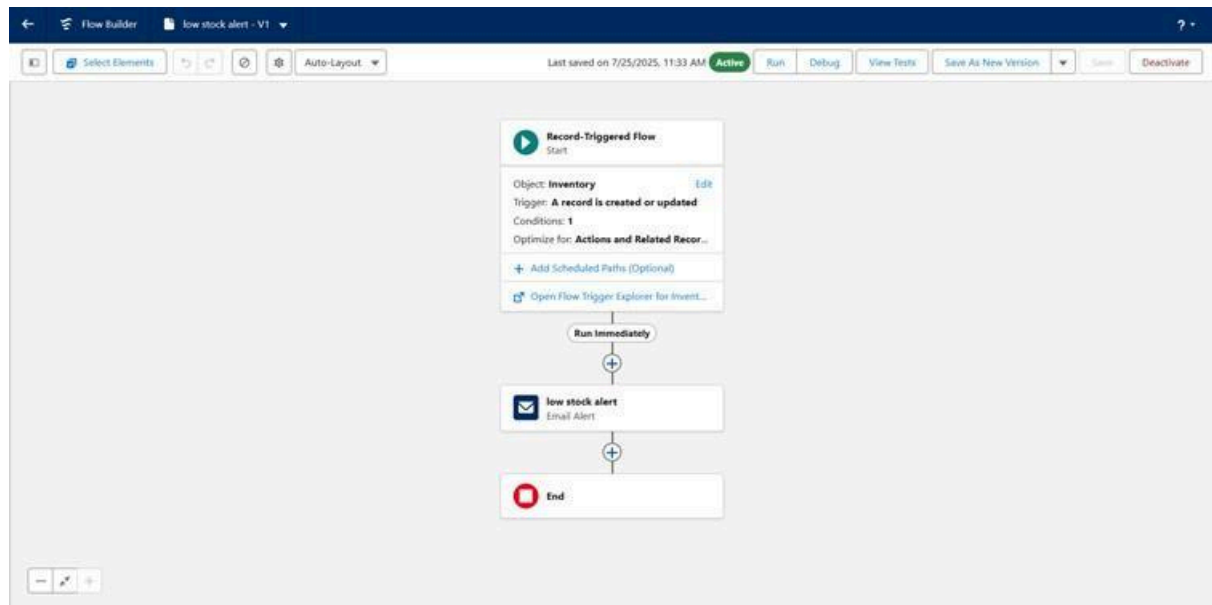 Flow Builder low stock alert - V1 ?
Select Elements Auto-Layout Last saved on 7/25/2025, 11:33 AM Active Run Debug View Tests Save As New Version Save Deactivate
Record-Triggered Flow
Start
Object: Inventory Edit
Trigger: A record is created or updated
Conditions: 1
Optimize for: Actions and Related Recor...
+ Add Scheduled Paths (Optional)
Open Flow Trigger Explorer for Invent...
Run Immediately
low stock alert
Email Alert
End